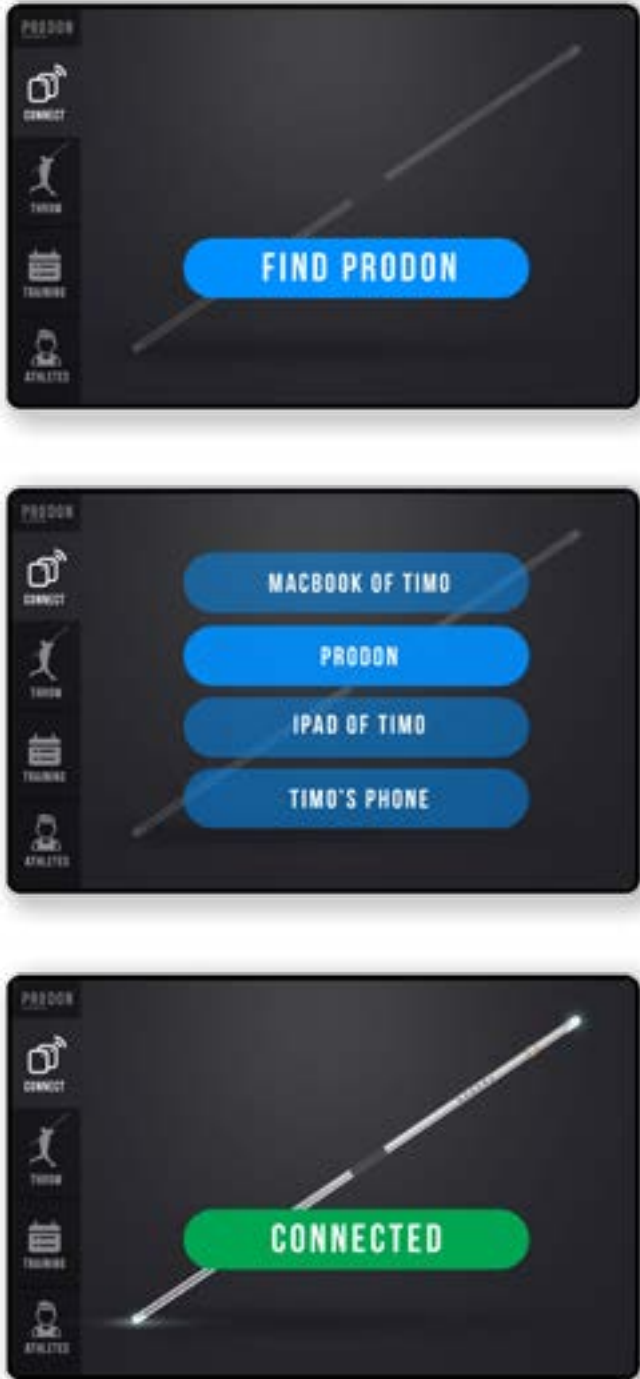 PRODON
CONNECT
THROW
TRAINING
ATHLETES
FIND PRODON
PRODON
CONNECT
THROW
TRAINING
ATHLETES
MACBOOK OF TIMO
PRODON
IPAD OF TIMO
TIMO'S PHONE
PRODON
CONNECT
THROW
TRAINING
ATHLETES
CONNECTED